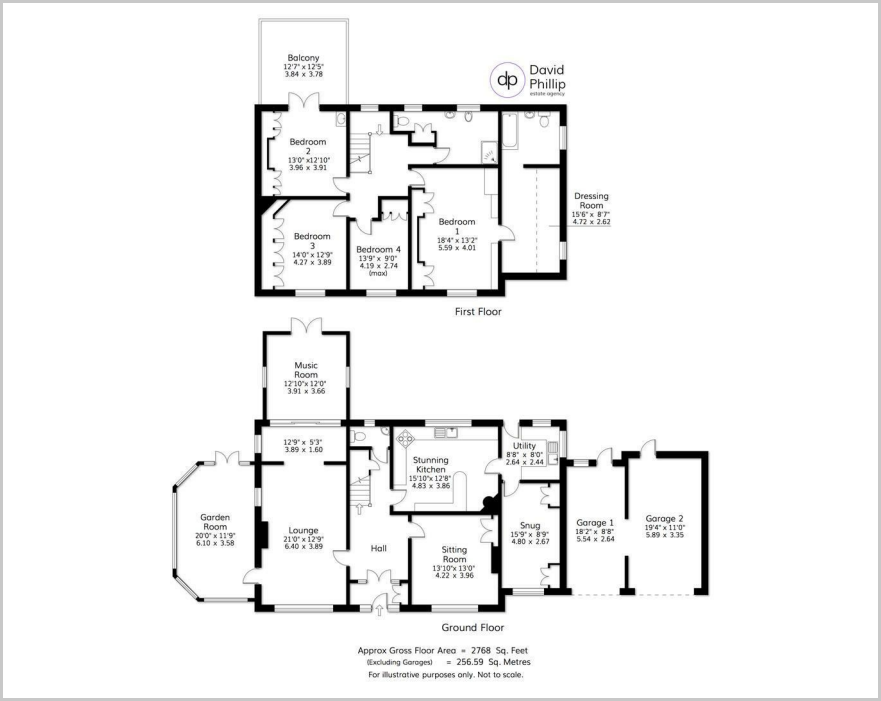 Balcony
12'7" x 12'5"
3.84 x 3.78
dp
David
Phillip
estate agency
Bedroom
2
13'0" x12'10"
3.96 x 3.91
Dressing
Room
15'6" x 8'7"
4.72 x 2.62
Bedroom
1
18'4" x 13'2"
5.59 x 4.01
Bedroom
3
14'0" x 12'9"
4.27 x 3.89
Bedroom 4
13'9" x 9'0"
4.19 x 2.74
(max)
First Floor
Music
Room
12'10"x 12'0"
3.91 x 3.66
12'9" x 5'3"
3.89 x 1.60
Stunning
Kitchen
15'10"x 12'8"
4.83 x 3.86
Utility
8'8" x 8'0"
2.64 x 2.44
Garden
Room
20'0" x 11'9"
6.10 x 3.58
Lounge
21'0" x 12'9"
6.40 x 3.89
Hall
Sitting
Room
13'10"x 13'0"
4.22 x 3.96
Snug
15'9" x 8'9"
4.80 x 2.67
Garage 1
18'2" x 8'8"
5.54 x 2.64
Garage 2
19'4" x 11'0"
5.89 x 3.35
Ground Floor
Approx Gross Floor Area = 2768 Sq. Feet
(Excluding Garages) = 256.59 Sq. Metres
For illustrative purposes only. Not to scale.